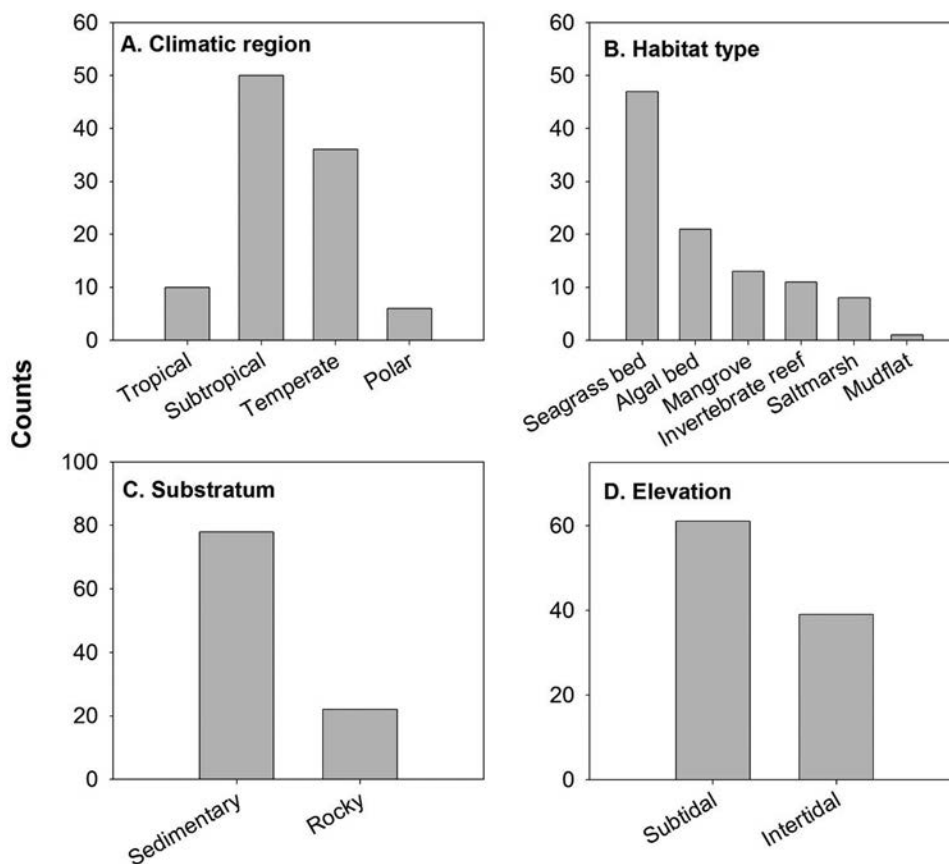 Counts
A. Climatic region
60
50
40
30
20
10
0
Tropical
Subtropical
Temperate
Polar
B. Habitat type
60
50
40
30
20
10
0
Seagrass bed
Algal bed
Mangrove
Invertebrate reef
Saltmarsh
Mudflat
C. Substratum
100
80
60
40
20
0
Sedimentary
Rocky
D. Elevation
60
40
20
0
Subtidal
Intertidal